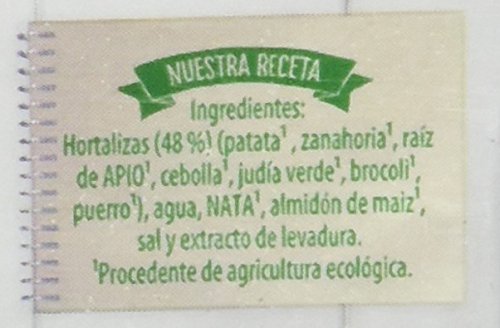 NUESTRA RECETA
Ingredientes:
Hortalizas (48 %) (patata¹, zanahoria¹, raíz
de APIO¹, cebolla¹, judía verde¹, brocoli¹,
puerro¹), agua, NATA¹, almidón de maiz¹,
sal y extracto de levadura.
¹Procedente de agricultura ecológica.